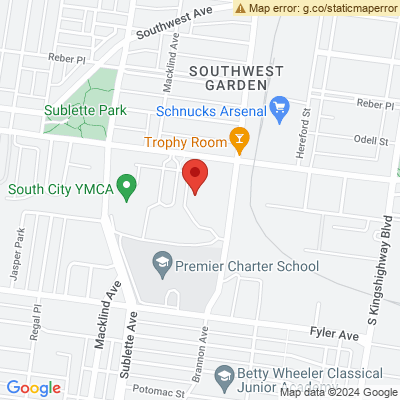 Map error: g.co/staticmaperror
Southwest Ave
Reber Pl
Macklind Ave
SOUTHWEST
GARDEN
Sublette Park
Schnucks Arsenal
Reber Pl
Hereford St
Odell St
Trophy Room
South City YMCA
Jasper Park
S Kingshighway Blvd
Premier Charter School
Regal Pl
Macklind Ave
Sublette Ave
Brannon Ave
Fyler Ave
Betty Wheeler Classical
Junior Academy
Potomac St
Google
Map data ©2024 Google